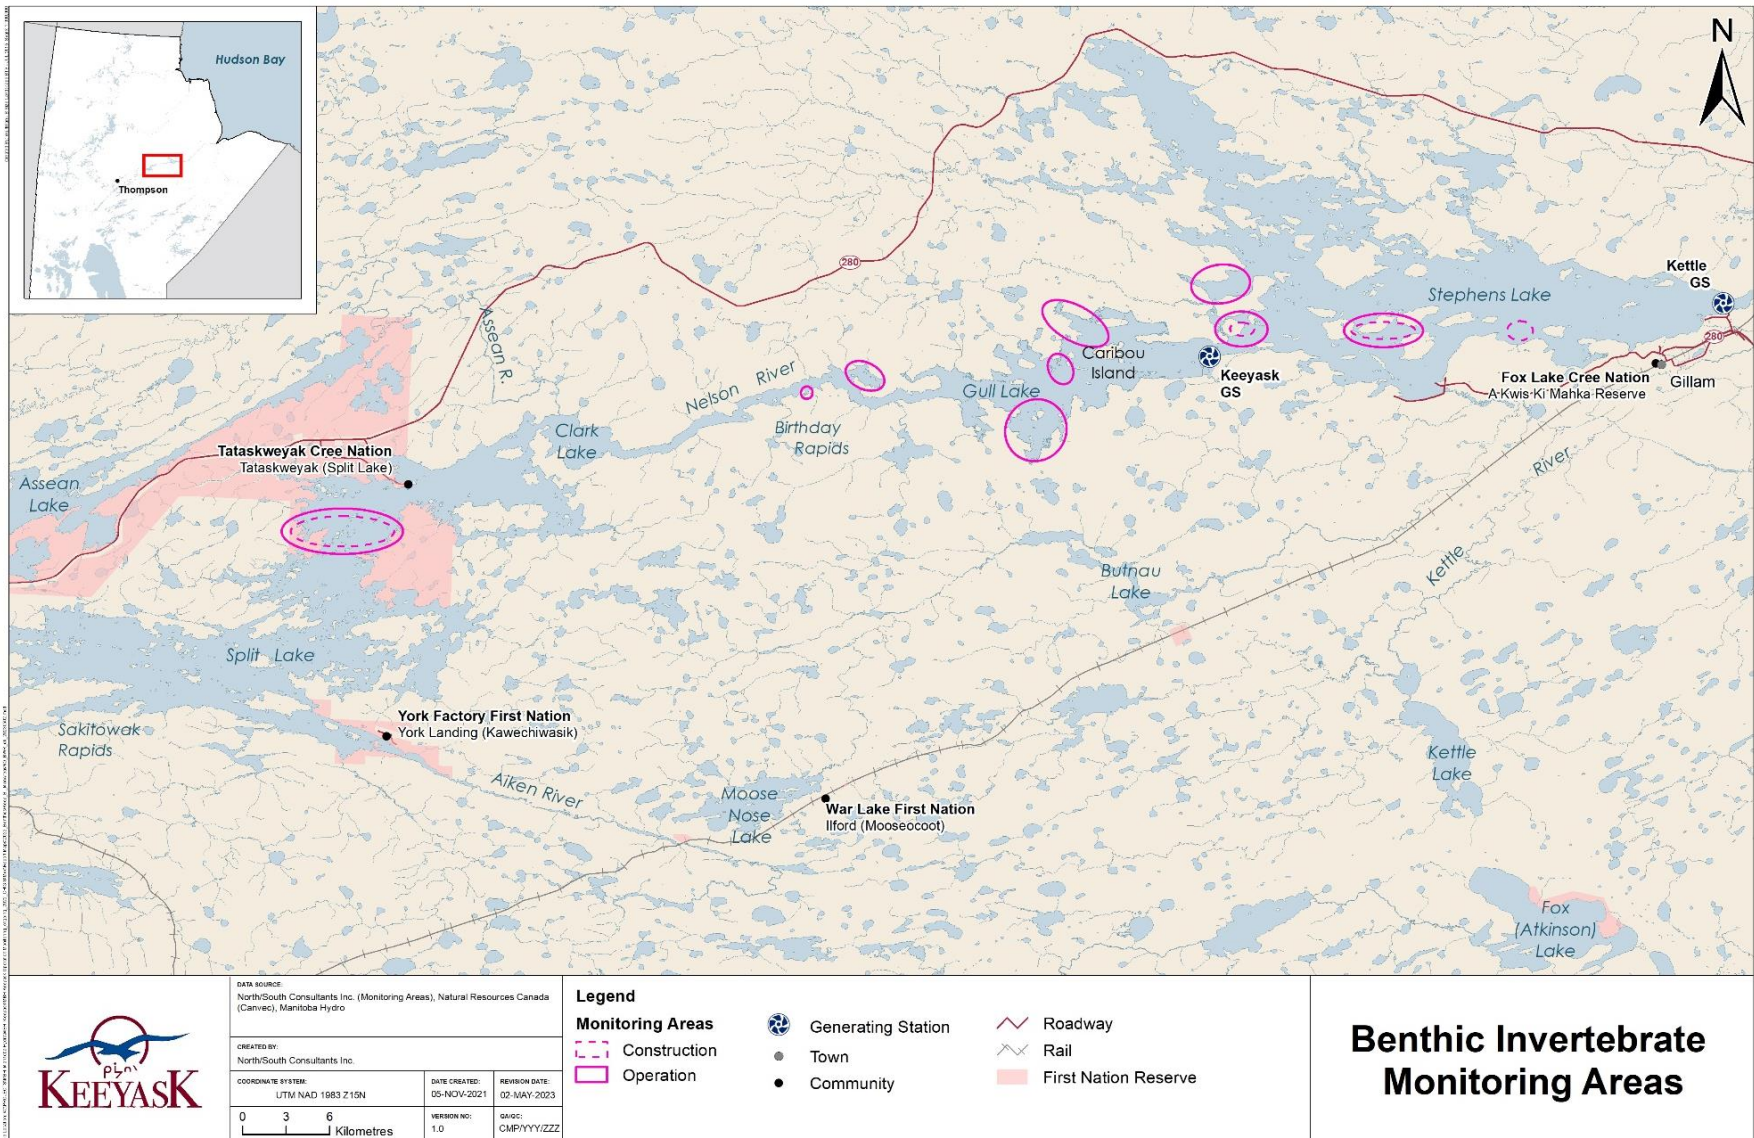 Hudson Bay
Thompson
N
280
Assean R.
Nelson River
Birthday
Rapids
Clark
Lake
Gull Lake
Caribou
Island
Keeyask
GS
Stephens Lake
Kettle
GS
280
Fox Lake Cree Nation
A Kwis Ki Mahka Reserve
Gillam
Tataskweyak Cree Nation
Tataskweyak (Split Lake)
Assean
Lake
Split Lake
Butnau
Lake
Kettle River
York Factory First Nation
York Landing (Kawechiwasik)
Sakitowak
Rapids
Aiken River
Moose
Nose
Lake
War Lake First Nation
Ilford (Mooseocoot)
Kettle
Lake
Fox
(Atkinson)
Lake
KEEYASK
DATA SOURCE:
North/South Consultants Inc. (Monitoring Areas), Natural Resources Canada
(Canvec), Manitoba Hydro
CREATED BY:
North/South Consultants Inc.
COORDINATE SYSTEM:
UTM NAD 1983 Z15N
DATE CREATED:
05-NOV-2021
REVISION DATE:
02-MAY-2023
0 3 6
Kilometres
VERSION NO:
1.0
QA/QC:
CMP/YYY/ZZZ
Legend
Monitoring Areas
Construction
Operation
Generating Station
Town
Community
Roadway
Rail
First Nation Reserve
Benthic Invertebrate
Monitoring Areas